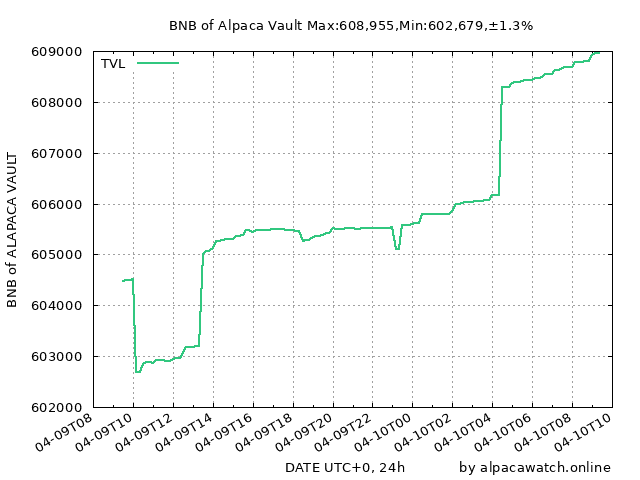 BNB of Alpaca Vault Max:608,955,Min:602,679,±1.3%
TVL
609000
608000
607000
606000
605000
604000
603000
602000
BNB of ALAPACA VAULT
04-09T08
04-09T10
04-09T12
04-09T14
04-09T16
04-09T18
04-09T20
04-09T22
04-10T00
04-10T02
04-10T04
04-10T06
04-10T08
04-10T10
DATE UTC+0, 24h
by alpacawatch.online